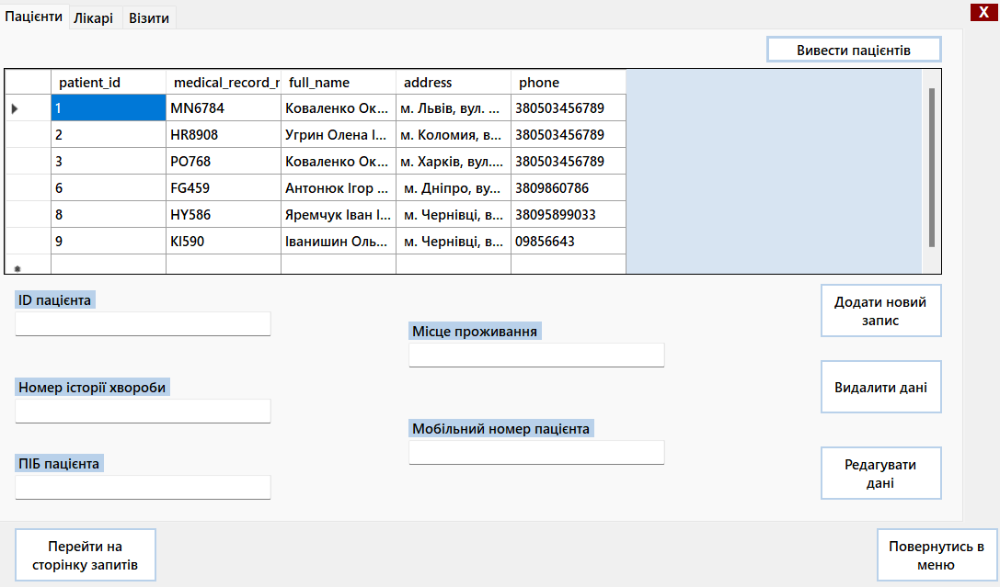 Пацієнти Лікарі Візити X
Вивести пацієнтів
patient_id medical_record_r full_name address phone
1 MN6784 Коваленко Ок... м. Львів, вул. ... 380503456789
2 HR8908 Угрин Олена І... м. Коломия, в... 380503456789
3 PO768 Коваленко Ок... м. Харків, вул.... 380503456789
6 FG459 Антонюк Ігор ... м. Дніпро, ву... 3809860786
8 HY586 Яремчук Іван І... м. Чернівці, в... 38095899033
9 KI590 Іванишин Оль... м. Чернівці, в... 09856643
ID пацієнта
Номер історії хвороби
ПІБ пацієнта
Місце проживання
Мобільний номер пацієнта
Додати новий
запис
Видалити дані
Редагувати
дані
Перейти на
сторінку запитів
Повернутись в
меню